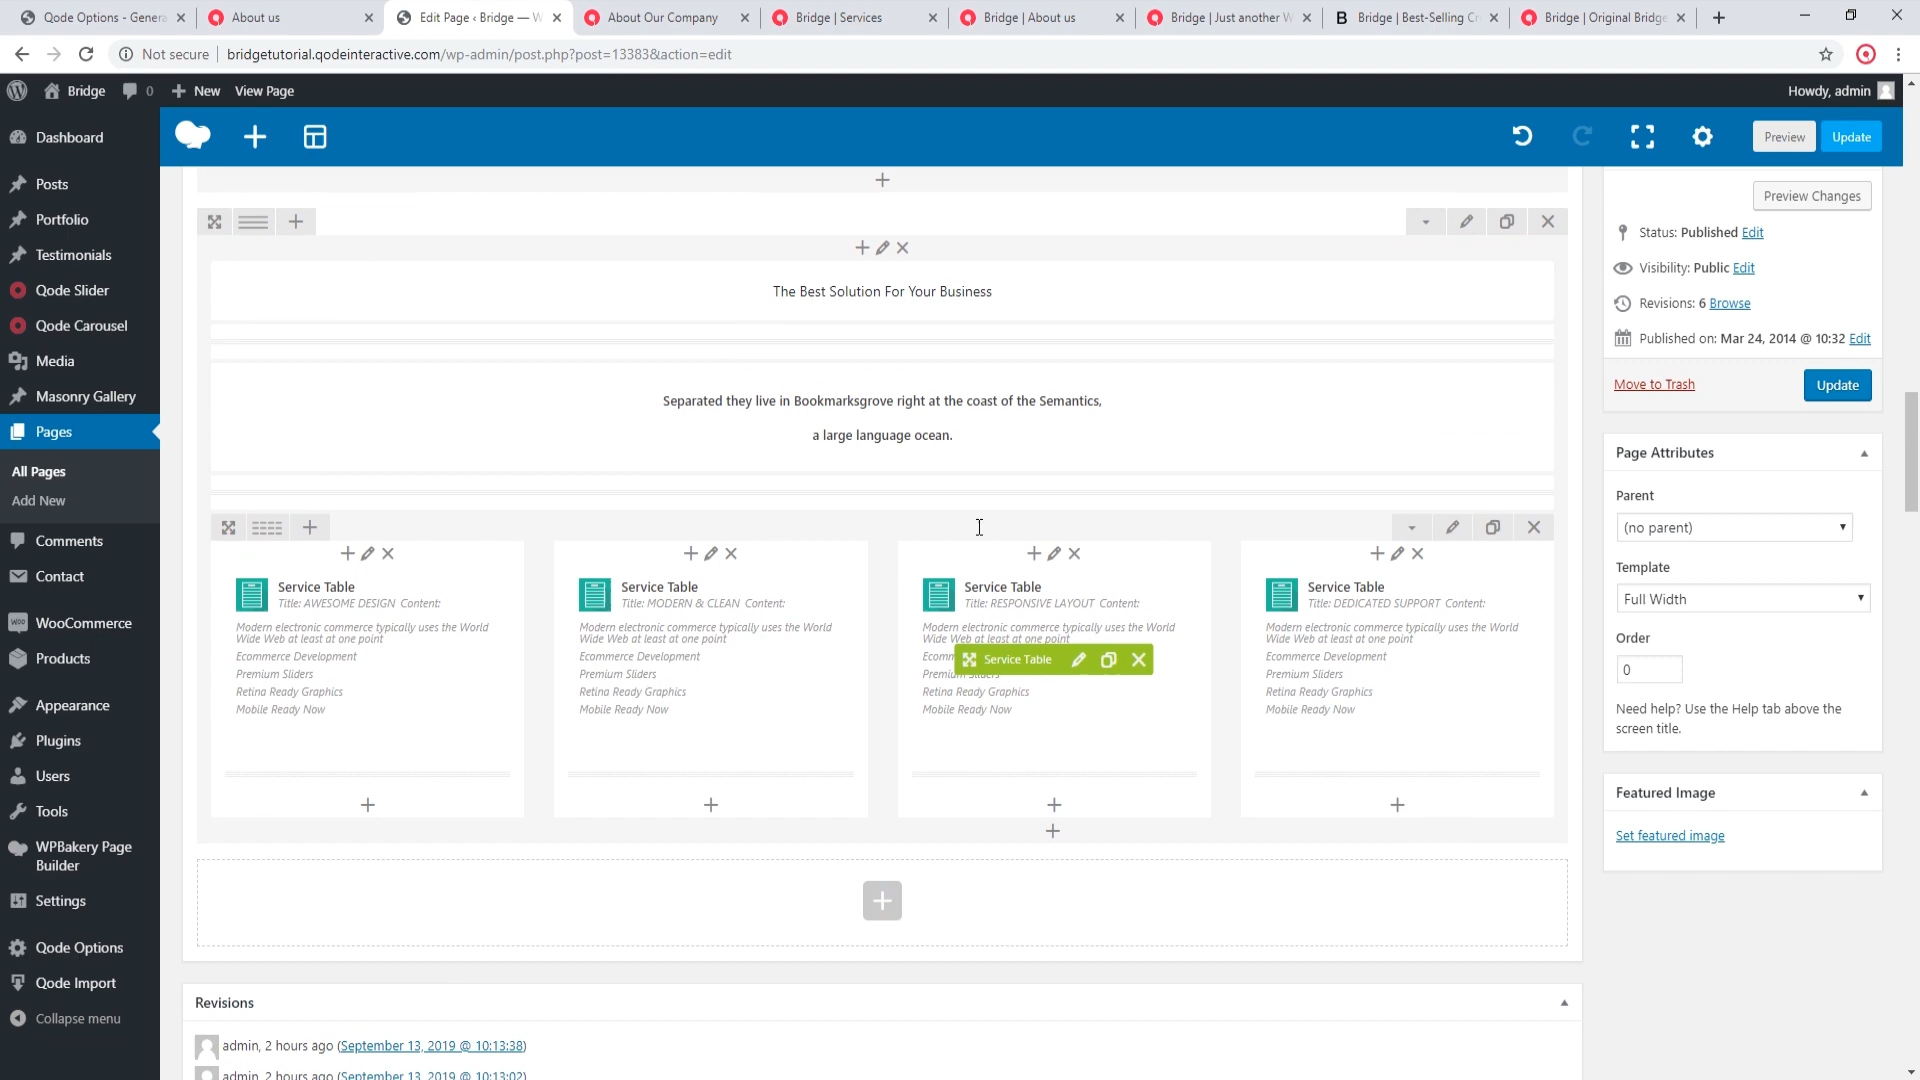 Qode Options - Genera
About us
Edit Page ‹ Bridge — W
About Our Company
Bridge | Services
Bridge | About us
Bridge | Just another W
Bridge | Best-Selling Cr
Bridge | Original Bridge
Not secure
bridgetutorial.qodeinteractive.com/wp-admin/post.php?post=13383&action=edit
Bridge
0
New
View Page
Howdy, admin
Dashboard
Posts
Portfolio
Testimonials
Qode Slider
Qode Carousel
Media
Masonry Gallery
Pages
All Pages
Add New
Comments
Contact
WooCommerce
Products
Appearance
Plugins
Users
Tools
WPBakery Page
Builder
Settings
Qode Options
Qode Import
Collapse menu
Preview
Update
The Best Solution For Your Business
Separated they live in Bookmarksgrove right at the coast of the Semantics,
a large language ocean.
Service Table
Title: AWESOME DESIGN Content:
Modern electronic commerce typically uses the World
Wide Web at least at one point
Ecommerce Development
Premium Sliders
Retina Ready Graphics
Mobile Ready Now
Service Table
Title: MODERN & CLEAN Content:
Modern electronic commerce typically uses the World
Wide Web at least at one point
Ecommerce Development
Premium Sliders
Retina Ready Graphics
Mobile Ready Now
Service Table
Title: RESPONSIVE LAYOUT Content:
Modern electronic commerce typically uses the World
Wide Web at least at one point
Service Table
Retina Ready Graphics
Mobile Ready Now
Service Table
Title: DEDICATED SUPPORT Content:
Modern electronic commerce typically uses the World
Wide Web at least at one point
Ecommerce Development
Premium Sliders
Retina Ready Graphics
Mobile Ready Now
Revisions
admin, 2 hours ago (September 13, 2019 @ 10:13:38)
admin, 2 hours ago (September 13, 2019 @ 10:13:02)
Preview Changes
Status: Published Edit
Visibility: Public Edit
Revisions: 6 Browse
Published on: Mar 24, 2014 @ 10:32 Edit
Move to Trash
Update
Page Attributes
Parent
(no parent)
Template
Full Width
Order
0
Need help? Use the Help tab above the
screen title.
Featured Image
Set featured image